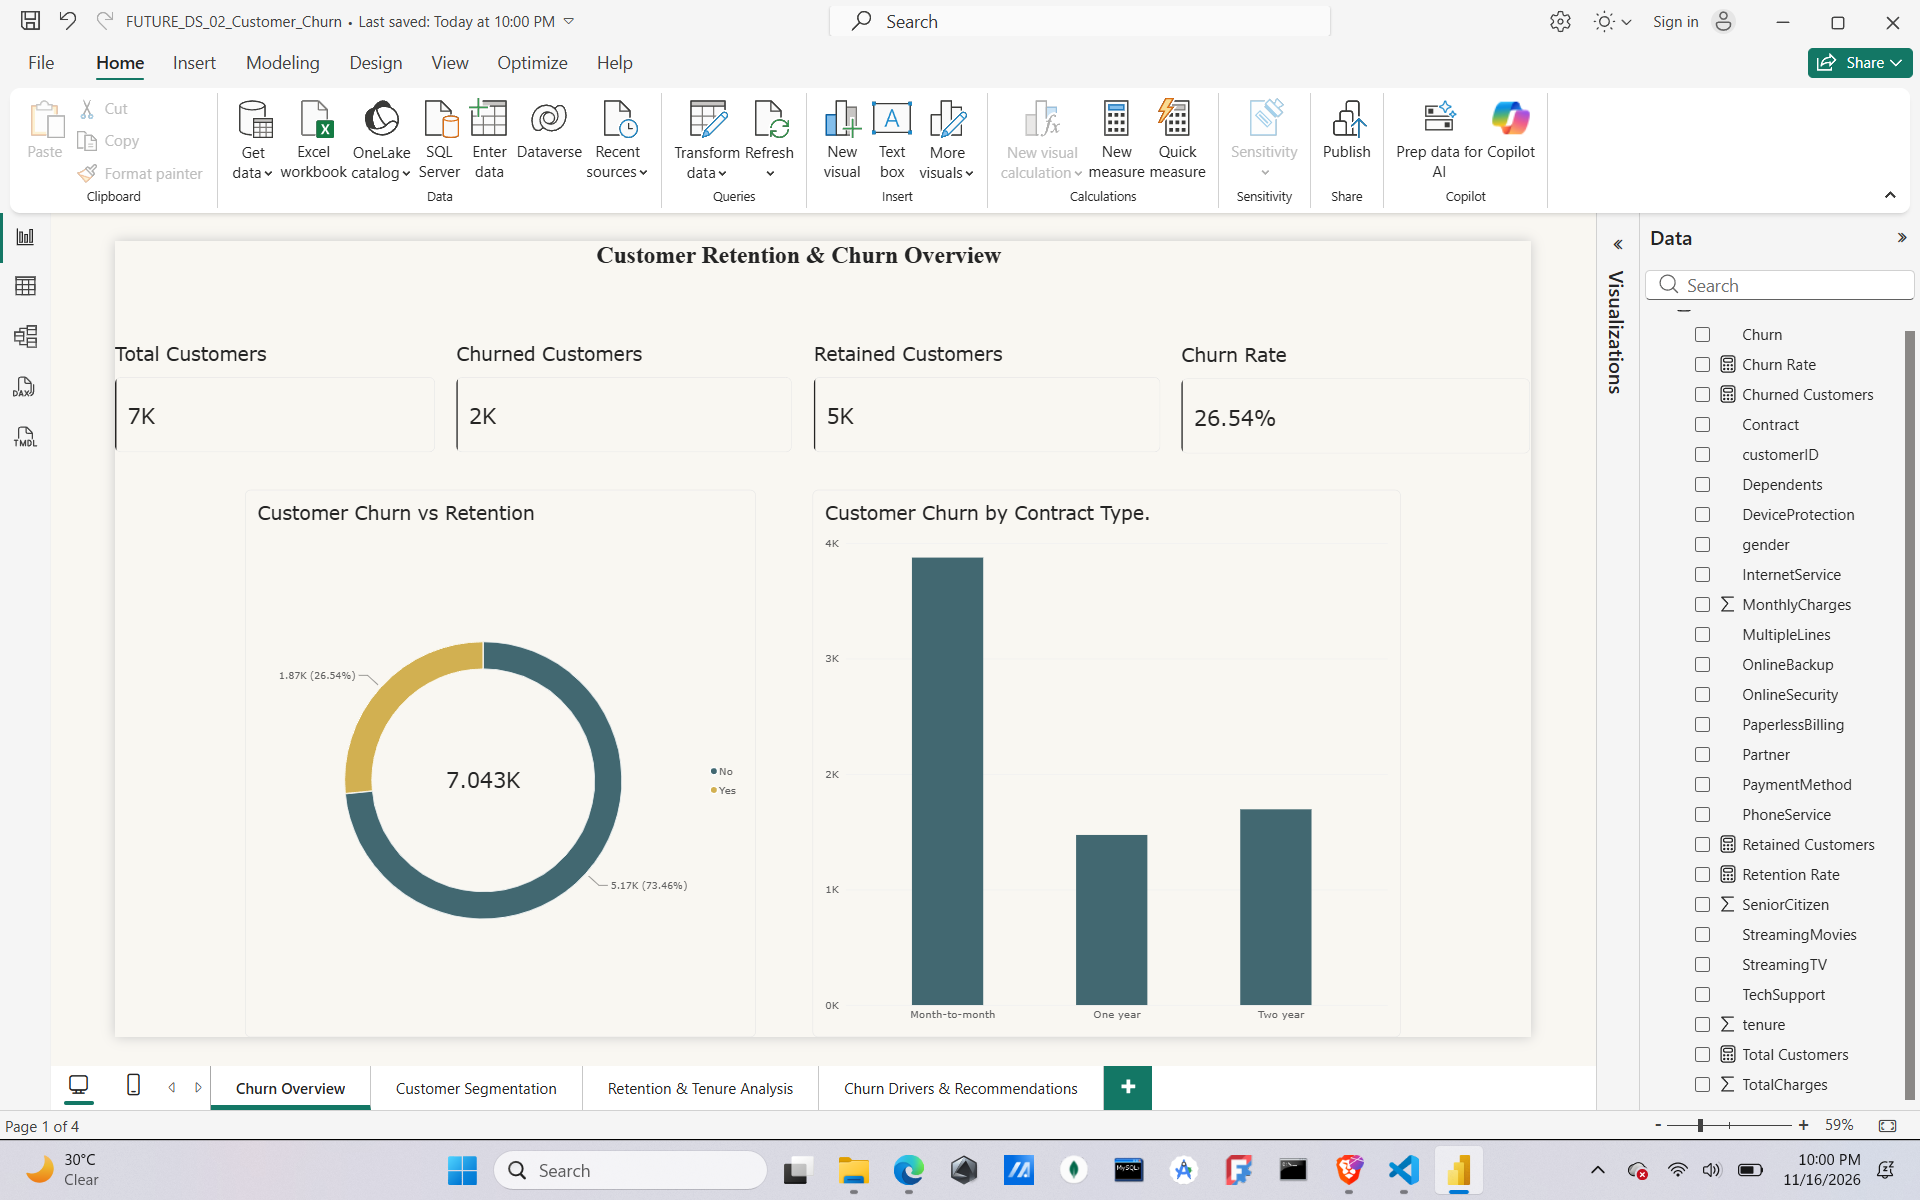 FUTURE_DS_02_Customer_Churn • Last saved: Today at 10:00 PM
Search
Sign in
File Home Insert Modeling Design View Optimize Help
Share
Paste
Cut
Copy
Format painter
Clipboard
Get data
Excel workbook
OneLake catalog
SQL Server
Enter data
Dataverse
Recent sources
Data
Transform data
Refresh
Queries
New visual
A
Text box
More visuals
Insert
New visual calculation
New measure
Quick measure
Calculations
Sensitivity
Sensitivity
Publish
Share
Prep data for AI
Copilot
Copilot
DAX
TMDL
Customer Retention & Churn Overview
Total Customers
7K
Churned Customers
2K
Retained Customers
5K
Churn Rate
26.54%
Customer Churn vs Retention
1.87K (26.54%)
7.043K
5.17K (73.46%)
No
Yes
Customer Churn by Contract Type.
4K
3K
2K
1K
0K
Month-to-month
One year
Two year
Visualizations
Data
Search
Churn
Churn Rate
Churned Customers
Contract
customerID
Dependents
DeviceProtection
gender
InternetService
MonthlyCharges
MultipleLines
OnlineBackup
OnlineSecurity
PaperlessBilling
Partner
PaymentMethod
PhoneService
Retained Customers
Retention Rate
SeniorCitizen
StreamingMovies
StreamingTV
TechSupport
tenure
Total Customers
TotalCharges
Churn Overview
Customer Segmentation
Retention & Tenure Analysis
Churn Drivers & Recommendations
Page 1 of 4
59%
30°C
Clear
Search
10:00 PM
11/16/2026